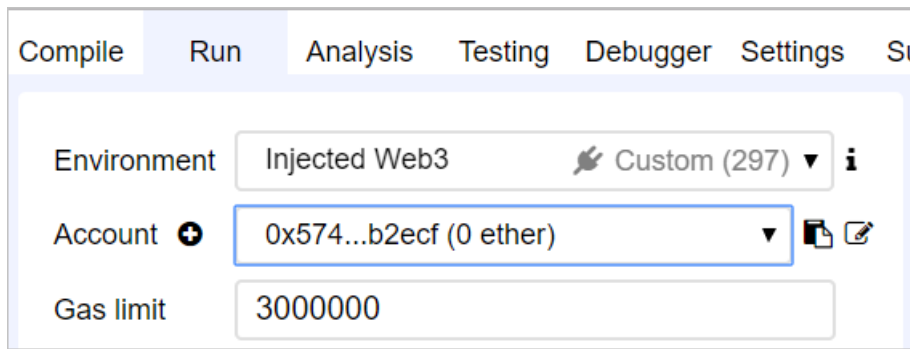 Compile Run Analysis Testing Debugger Settings Su
Environment Injected Web3 Custom (297)
Account 0x574...b2ecf (0 ether)
Gas limit 3000000